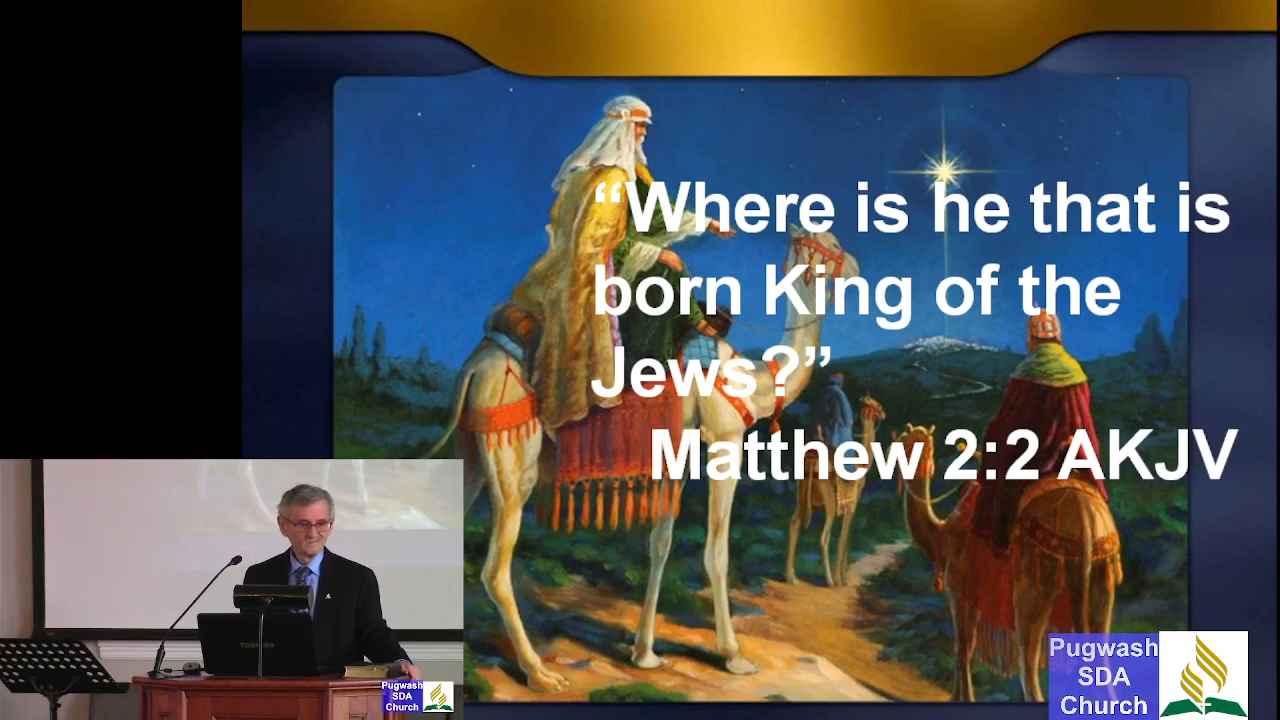 “Where is he that is
born King of the
Jews?”
Matthew 2:2 AKJV
TOSHIBA
Pugwash
SDA
Church
Pugwash
SDA
Church